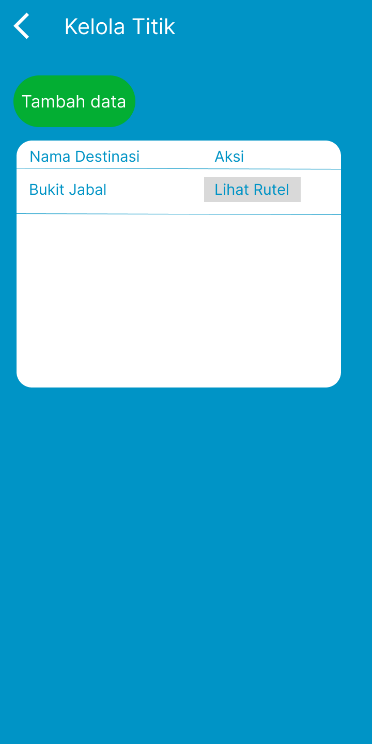 Kelola Titik
Tambah data
Nama Destinasi Aksi
Bukit Jabal Lihat Rutel